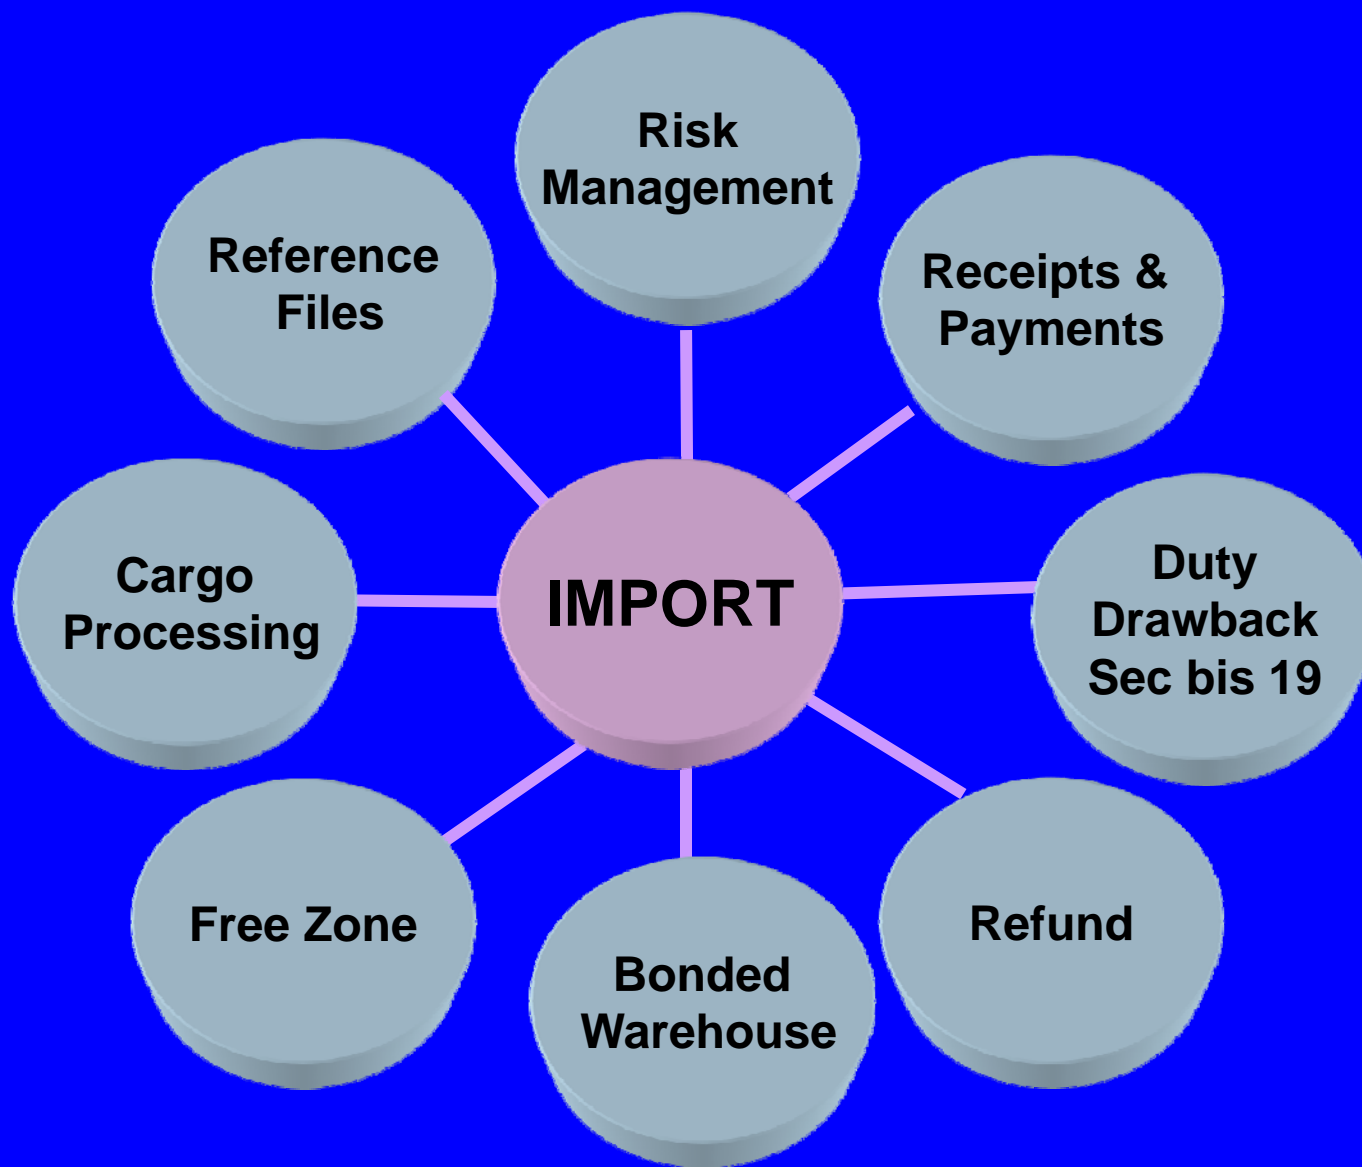 Risk
Management
Reference
Files
Receipts &
Payments
Cargo
Processing
IMPORT
Duty
Drawback
Sec bis 19
Free Zone
Refund
Bonded
Warehouse